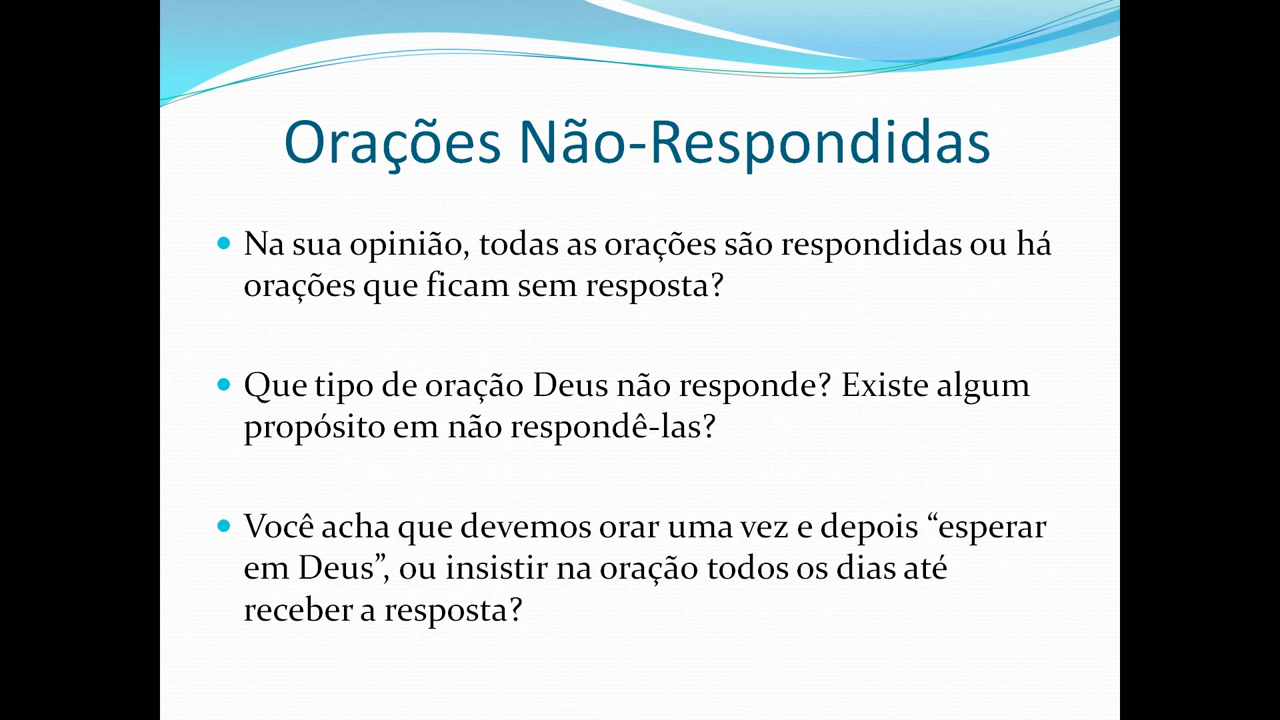 Orações Não-Respondidas
• Na sua opinião, todas as orações são respondidas ou há
orações que ficam sem resposta?
• Que tipo de oração Deus não responde? Existe algum
propósito em não respondê-las?
• Você acha que devemos orar uma vez e depois “esperar
em Deus”, ou insistir na oração todos os dias até
receber a resposta?